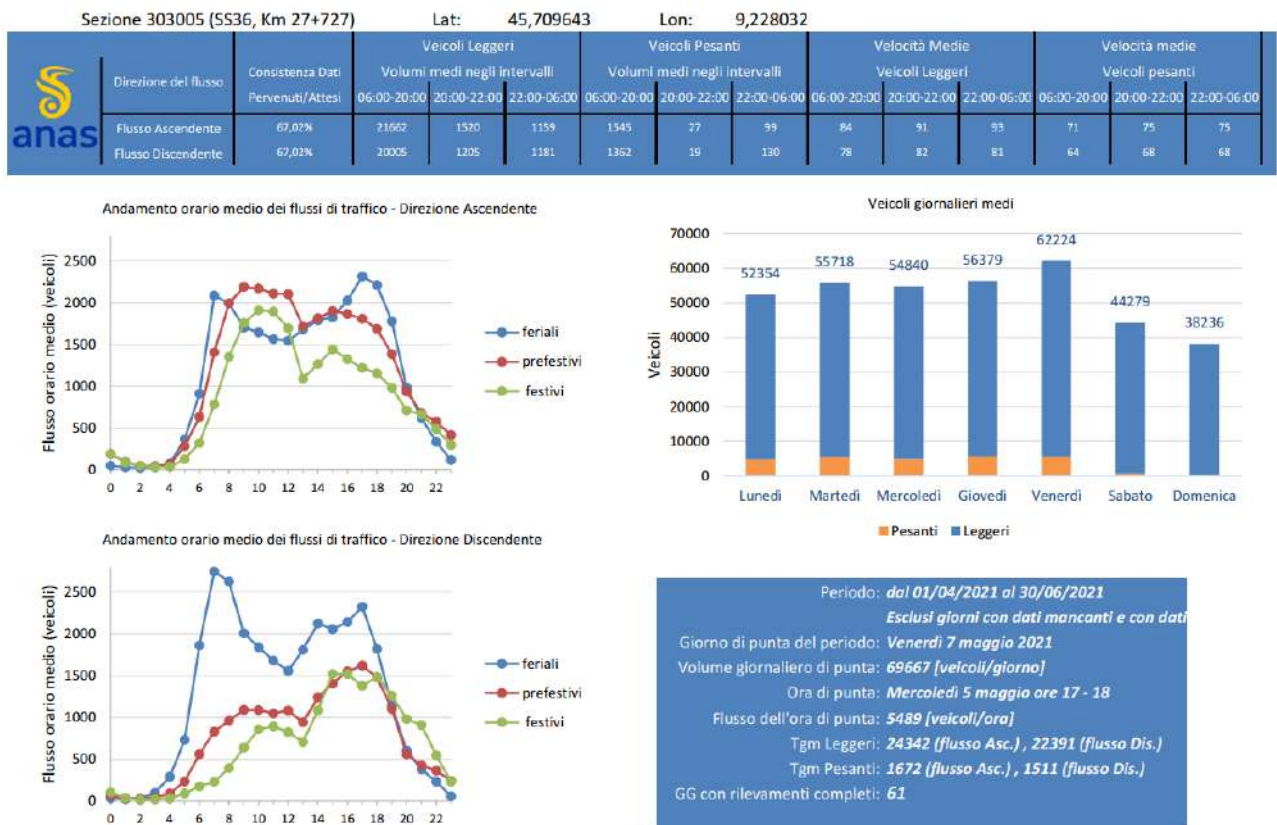 Sezione 303005 (SS36, Km 27+727) Lat: 45,709643 Lon: 9,228032
anas
Direzione del flusso Consistenza Dati Pervenuti/Attesi
Veicoli Leggeri Veicoli Pesanti Velocità Medie Velocità medie
Volumi medi negli intervalli Volumi medi negli intervalli Veicoli Leggeri Veicoli pesanti
06:00-20:00 20:00-22:00 22:00-06:00 06:00-20:00 20:00-22:00 22:00-06:00 06:00-20:00 20:00-22:00 22:00-06:00 06:00-20:00 20:00-22:00 22:00-06:00
Flusso Ascendente 67,02% 21662 1520 1159 1545 27 99 84 91 93 71 75 75
Flusso Discendente 67,02% 20005 1205 1181 1362 19 130 78 82 81 64 68 68
Andamento orario medio dei flussi di traffico - Direzione Ascendente
Flusso orario medio (veicoli)
2500
2000
1500
1000
500
0
0 2 4 6 8 10 12 14 16 18 20 22
feriali
prefestivi
festivi
Veicoli giornalieri medi
Veicoli
70000
60000
50000
40000
30000
20000
10000
0
52354 55718 54840 56379 62224 44279 38236
Lunedì Martedì Mercoledì Giovedì Venerdì Sabato Domenica
Pesanti Leggeri
Andamento orario medio dei flussi di traffico - Direzione Discendente
Flusso orario medio (veicoli)
2500
2000
1500
1000
500
0
0 2 4 6 8 10 12 14 16 18 20 22
feriali
prefestivi
festivi
Periodo: dal 01/04/2021 al 30/06/2021
Esclusi giorni con dati mancanti e con dati
Giorno di punta del periodo: Venerdì 7 maggio 2021
Volume giornaliero di punta: 69667 [veicoli/giorno]
Ora di punta: Mercoledì 5 maggio ore 17 - 18
Flusso dell'ora di punta: 5489 [veicoli/ora]
Tgm Leggeri: 24342 (flusso Asc.) , 22391 (flusso Dis.)
Tgm Pesanti: 1672 (flusso Asc.) , 1511 (flusso Dis.)
GG con rilevamenti completi: 61